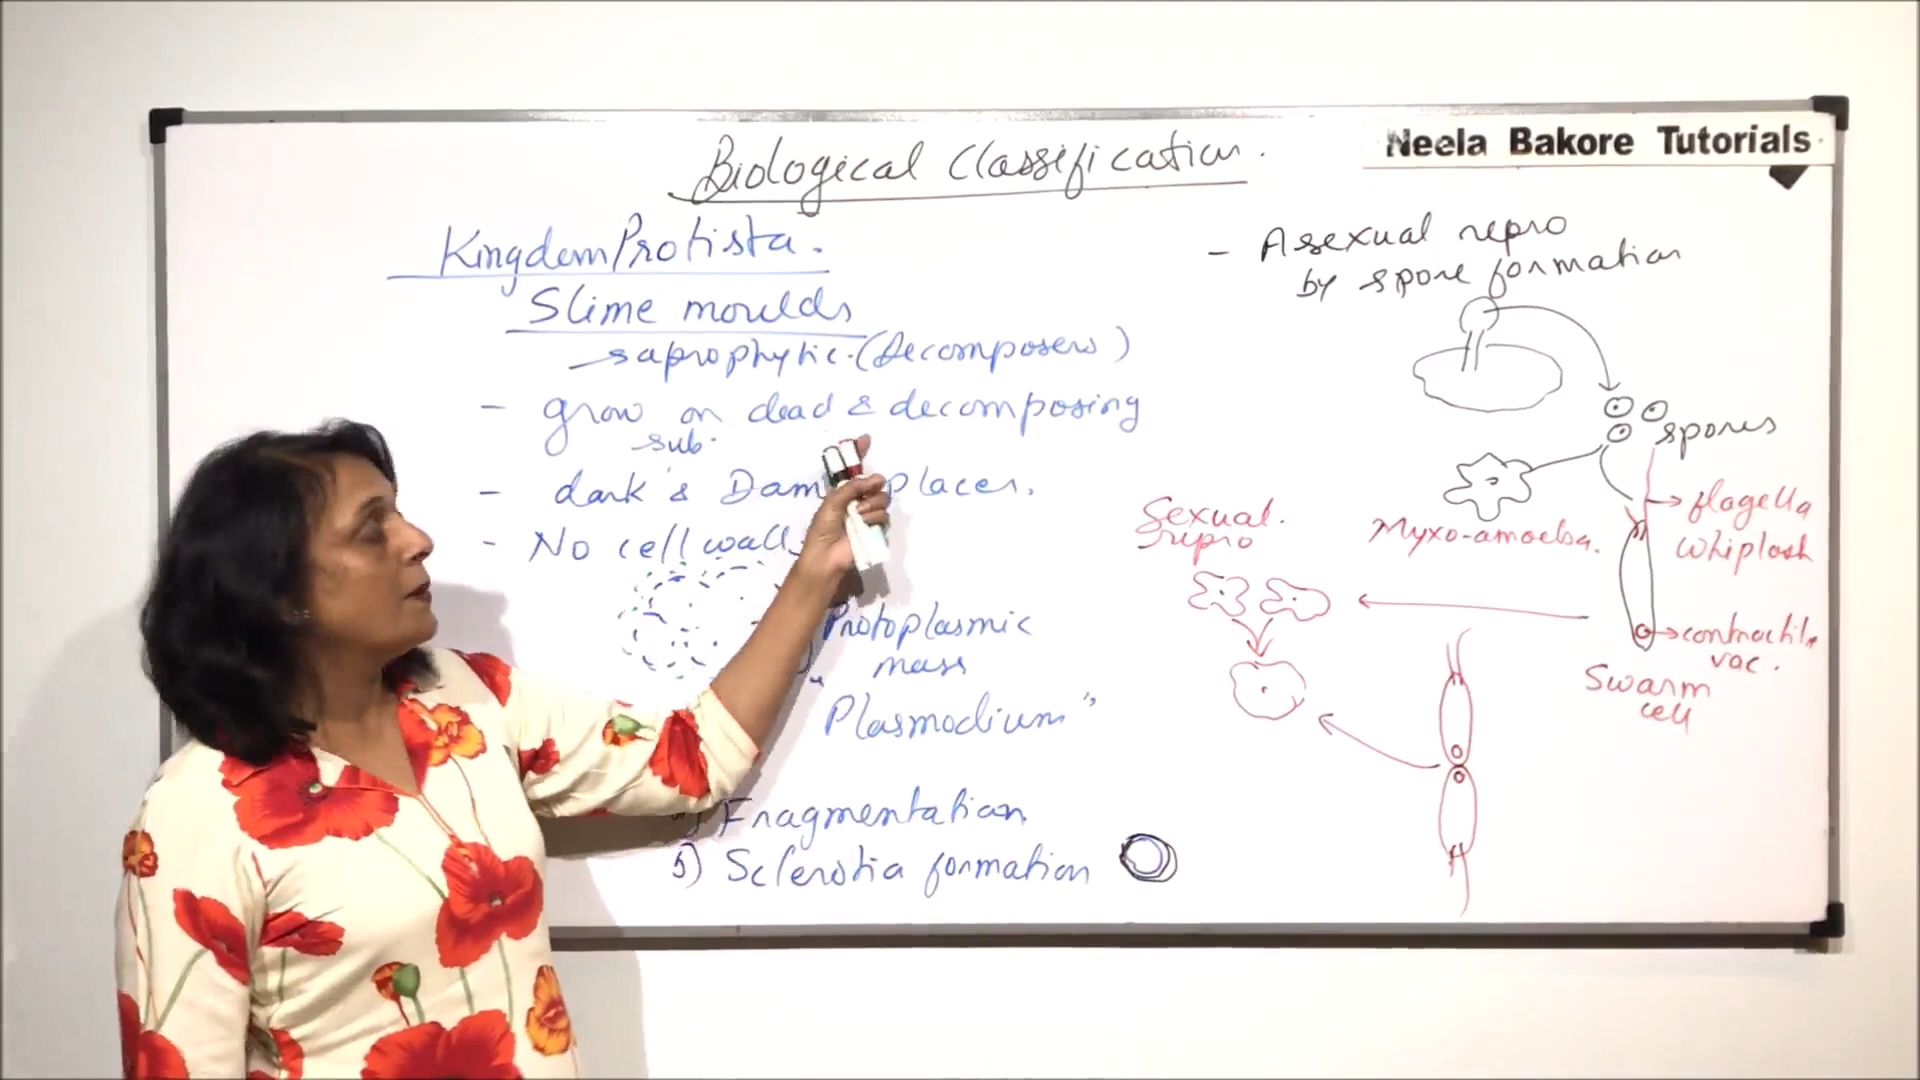 Biological Classification.
Neela Bakore Tutorials
Kingdom Protista.
Slime moulds
- saprophytic. (Decomposers)
- grow on dead & decomposing
sub.
- dark & Dam places.
- No cell wall
Protoplasmic
mass
"Plasmodium"
Fragmentation
5) Sclerotia formation
- Asexual repro
by spore formation
spores
Myxo-amoeba.
flagella
whiplash
contractile
vac.
Swarm
cell
Sexual.
repro